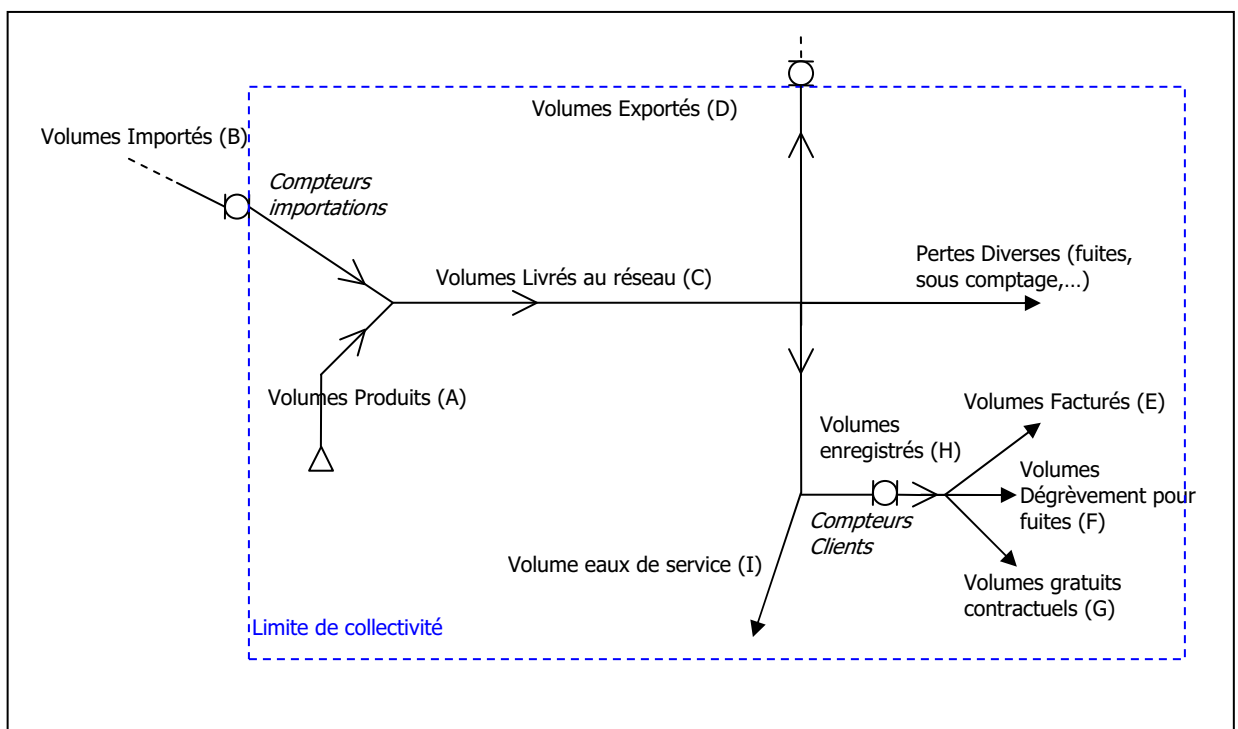 Volumes Exportés (D)
Volumes Importés (B)
Compteurs
importations
Pertes Diverses (fuites,
sous comptage,...)
Volumes Livrés au réseau (C)
Volumes Produits (A)
Volumes Facturés (E)
Volumes
enregistrés (H)
Volumes
Dégrèvement pour
fuites (F)
Compteurs
Clients
Volume eaux de service (I)
Volumes gratuits
contractuels (G)
Limite de collectivité